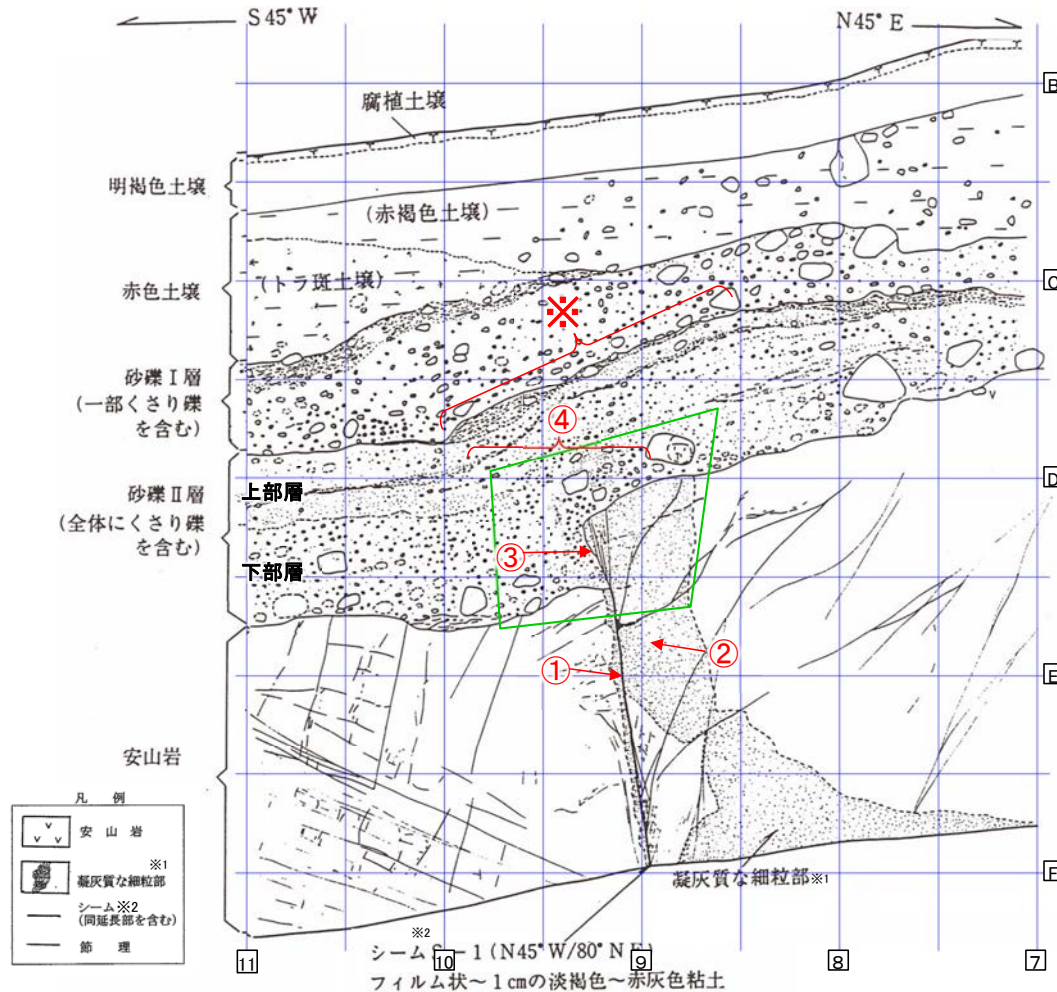 S45°W
N45°E
B
腐植土壌
明褐色土壌
(赤褐色土壌)
C
赤色土壌
(トラ斑土壌)
※
砂礫Ⅰ層
(一部くさり礫
を含む)
④
D
上部層
砂礫Ⅱ層
(全体にくさり礫
を含む)
③
下部層
②
①
E
安山岩
凡 例
安 山 岩
※1
凝灰質な細粒部
シーム※2
(同延長部を含む)
節 理
F
凝灰質な細粒部※1
※2
シームS-1(N45°W/80°NE)
11
10
9
8
7
フィルム状~1cmの淡褐色~赤灰色粘土